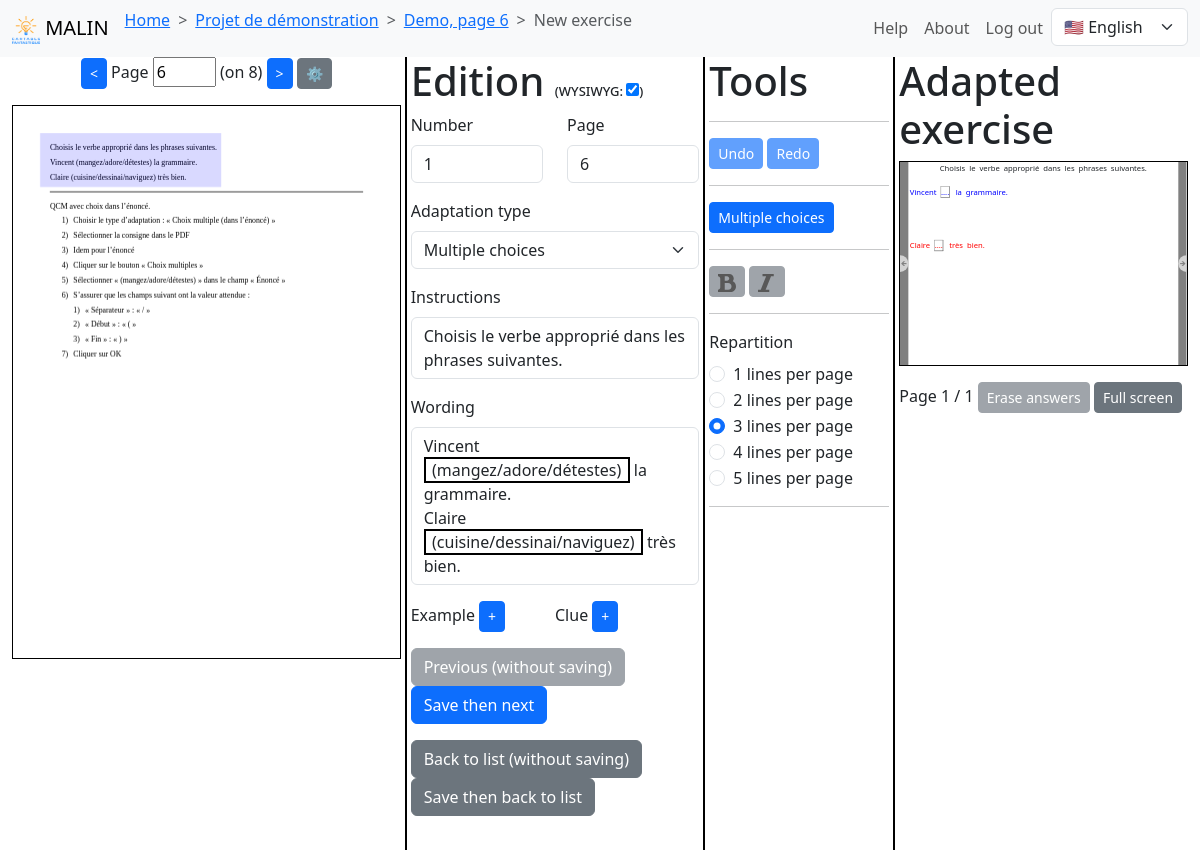 MALIN
Home > Projet de démonstration > Demo, page 6 > New exercise
Help About Log out 🇺🇸 English
< Page 6 (on 8) > ⚙️
Choisis le verbe approprié dans les phrases suivantes.
Vincent (mangez/adore/détestes) la grammaire.
Claire (cuisine/dessinai/naviguez) très bien.
QCM avec choix dans l'énoncé.
1) Choisir le type d'adaptation : « Choix multiple (dans l'énoncé) »
2) Sélectionner la consigne dans le PDF
3) Idem pour l'énoncé
4) Cliquer sur le bouton « Choix multiples »
5) Sélectionner « (mangez/adore/détestes) » dans le champ « Énoncé »
6) S'assurer que les champs suivant ont la valeur attendue :
1) « Séparateur » : « / »
2) « Début » : « ( »
3) « Fin » : « ) »
7) Cliquer sur OK
Edition (WYSIWYG: )
Number Page
1 6
Adaptation type
Multiple choices
Instructions
Choisis le verbe approprié dans les
phrases suivantes.
Wording
Vincent
(mangez/adore/détestes) la
grammaire.
Claire
(cuisine/dessinai/naviguez) très
bien.
Example + Clue +
Previous (without saving)
Save then next
Back to list (without saving)
Save then back to list
Tools
Undo Redo
Multiple choices
B I
Repartition
1 lines per page
2 lines per page
3 lines per page
4 lines per page
5 lines per page
Adapted
exercise
Choisis le verbe approprié dans les phrases suivantes.
Vincent .... la grammaire.
Claire .... très bien.
Page 1 / 1 Erase answers Full screen